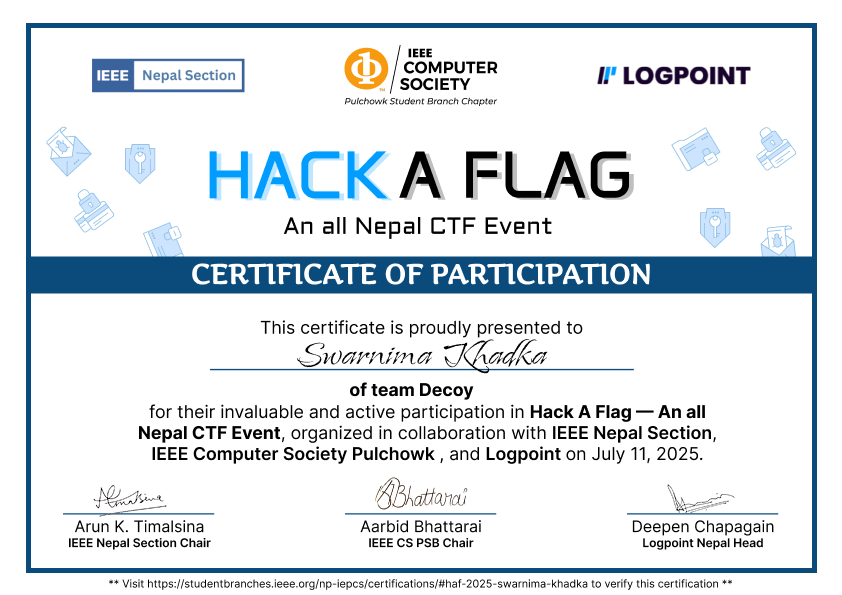 IEEE Nepal Section
IEEE
COMPUTER
SOCIETY
Pulchowk Student Branch Chapter
LOGPOINT
HACK A FLAG
An all Nepal CTF Event
CERTIFICATE OF PARTICIPATION
This certificate is proudly presented to
Swarnima Khadka
of team Decoy
for their invaluable and active participation in Hack A Flag — An all
Nepal CTF Event, organized in collaboration with IEEE Nepal Section,
IEEE Computer Society Pulchowk , and Logpoint on July 11, 2025.
Atimalsina
ABhattarai
Arun K. Timalsina
Aarbid Bhattarai
Deepen Chapagain
IEEE Nepal Section Chair
IEEE CS PSB Chair
Logpoint Nepal Head
** Visit https://studentbranches.ieee.org/np-iepcs/certifications/#haf-2025-swarnima-khadka to verify this certification **